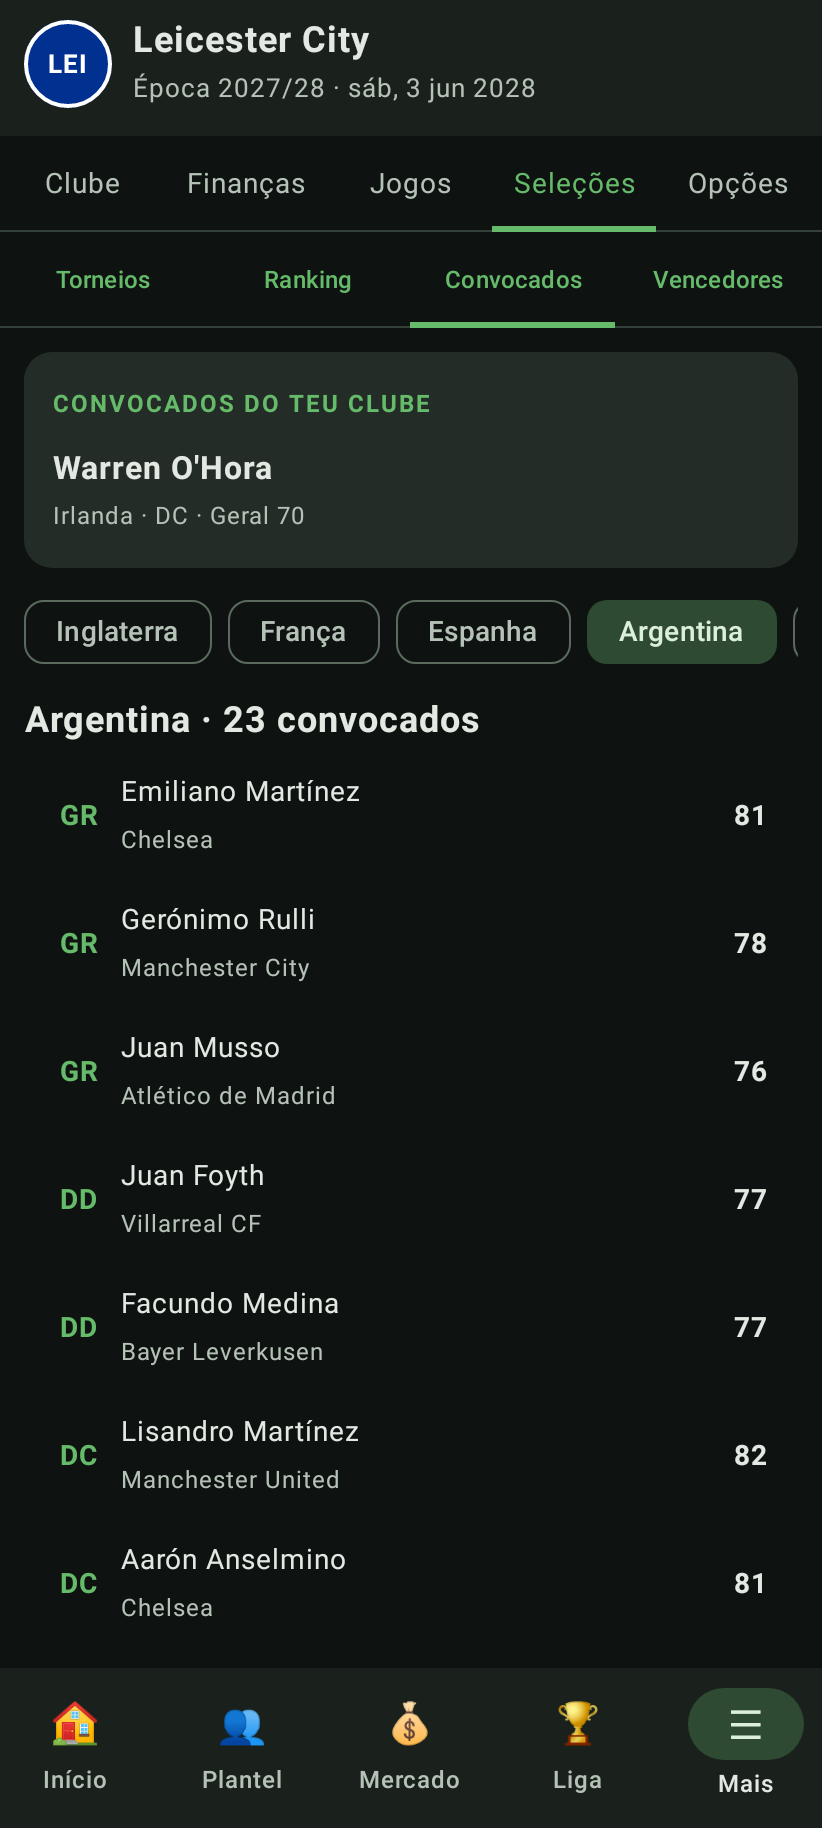 LEI
Leicester City
Época 2027/28 · sáb, 3 jun 2028
Clube Finanças Jogos Seleções Opções
Torneios Ranking Convocados Vencedores
CONVOCADOS DO TEU CLUBE
Warren O'Hora
Irlanda · DC · Geral 70
Inglaterra França Espanha Argentina
Argentina · 23 convocados
Emiliano Martínez
GR 81
Chelsea
Gerónimo Rulli
GR 78
Manchester City
Juan Musso
GR 76
Atlético de Madrid
Juan Foyth
DD 77
Villarreal CF
Facundo Medina
DD 77
Bayer Leverkusen
Lisandro Martínez
DC 82
Manchester United
Aarón Anselmino
DC 81
Chelsea
Início Plantel Mercado Liga Mais